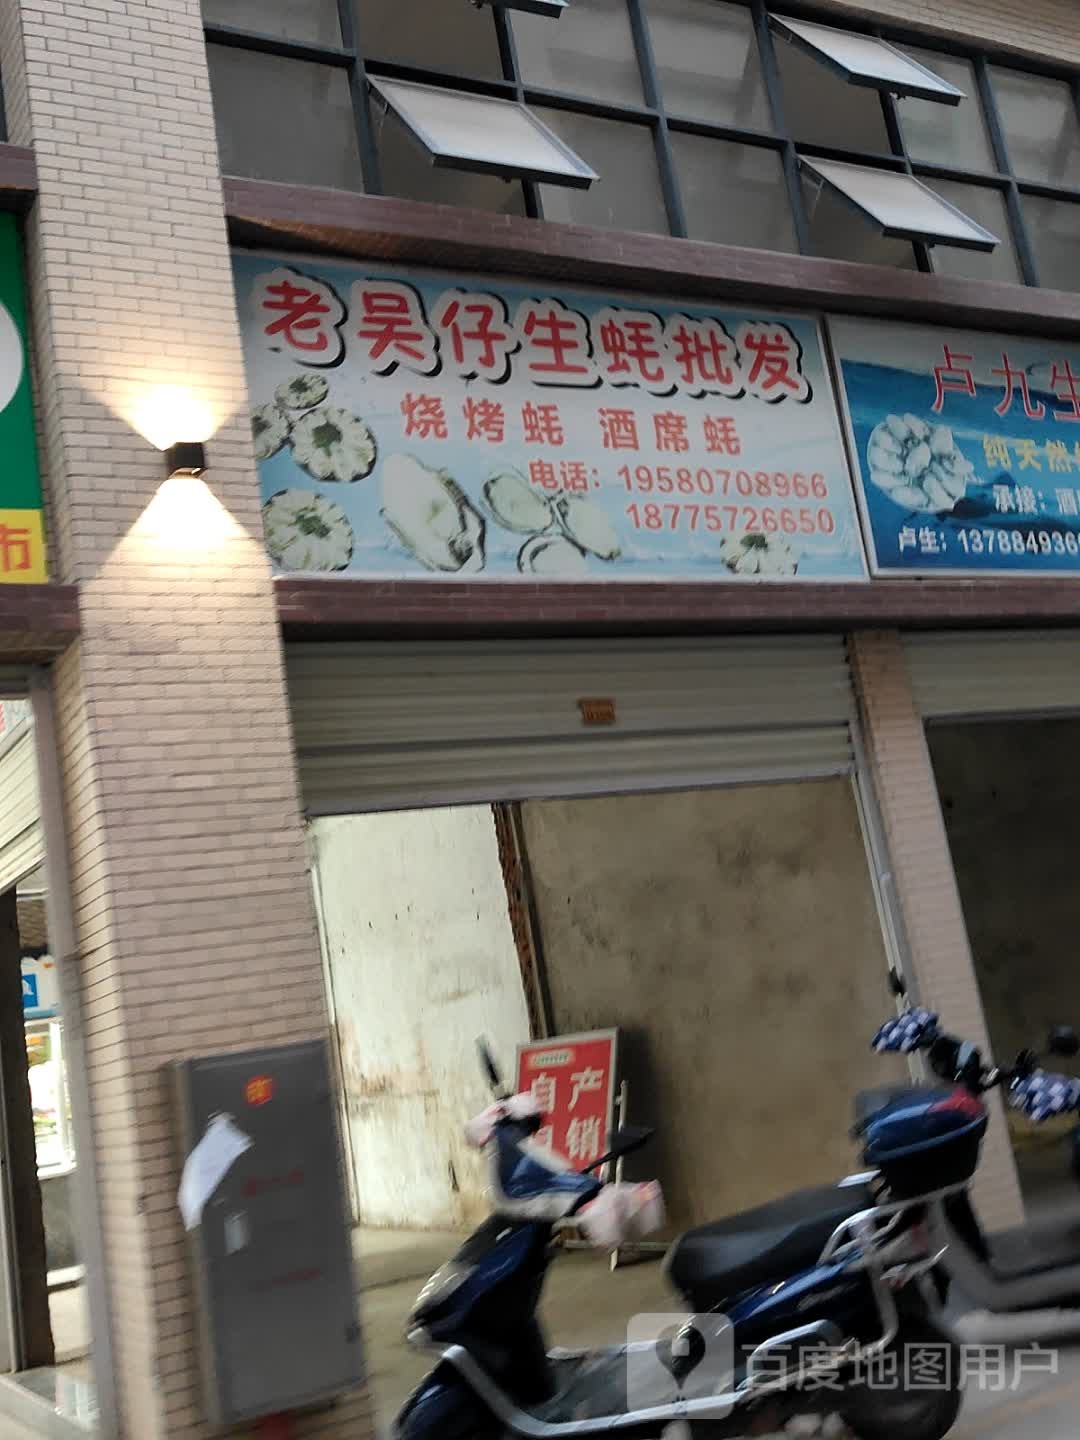 老吴仔生蚝批发
烧烤蚝 酒席蚝
电话：19580708966
18775726650
卢九生
纯天然
承接：酒
卢生：137884936
市
自产
销
百度地图用户